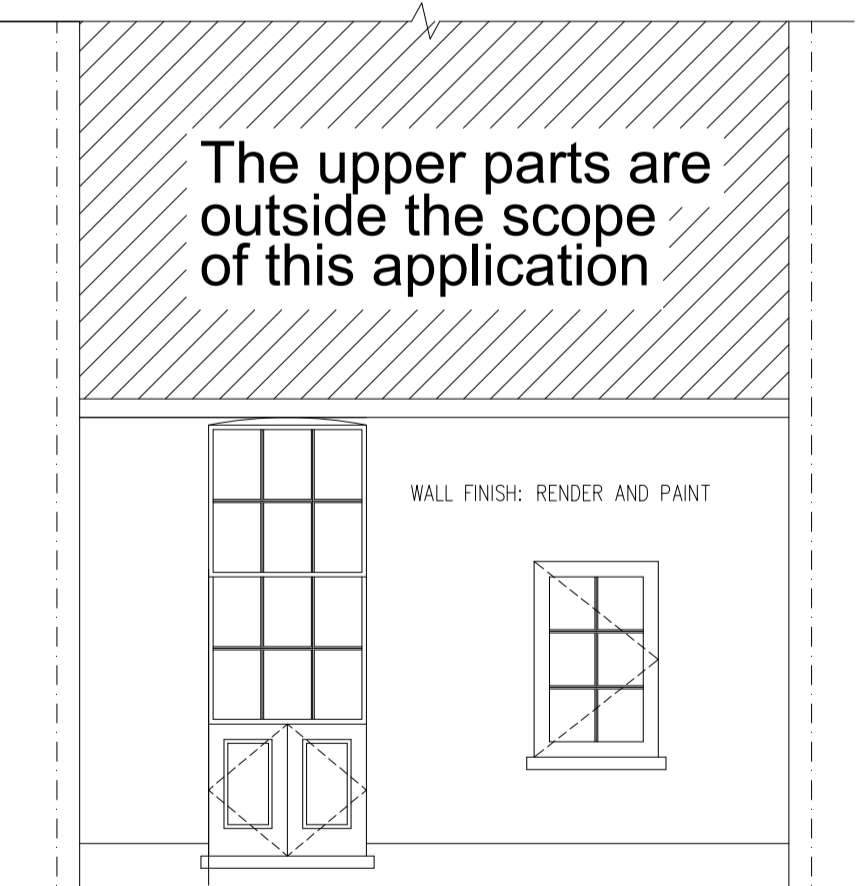 The upper parts are
outside the scope
of this application
WALL FINISH: RENDER AND PAINT